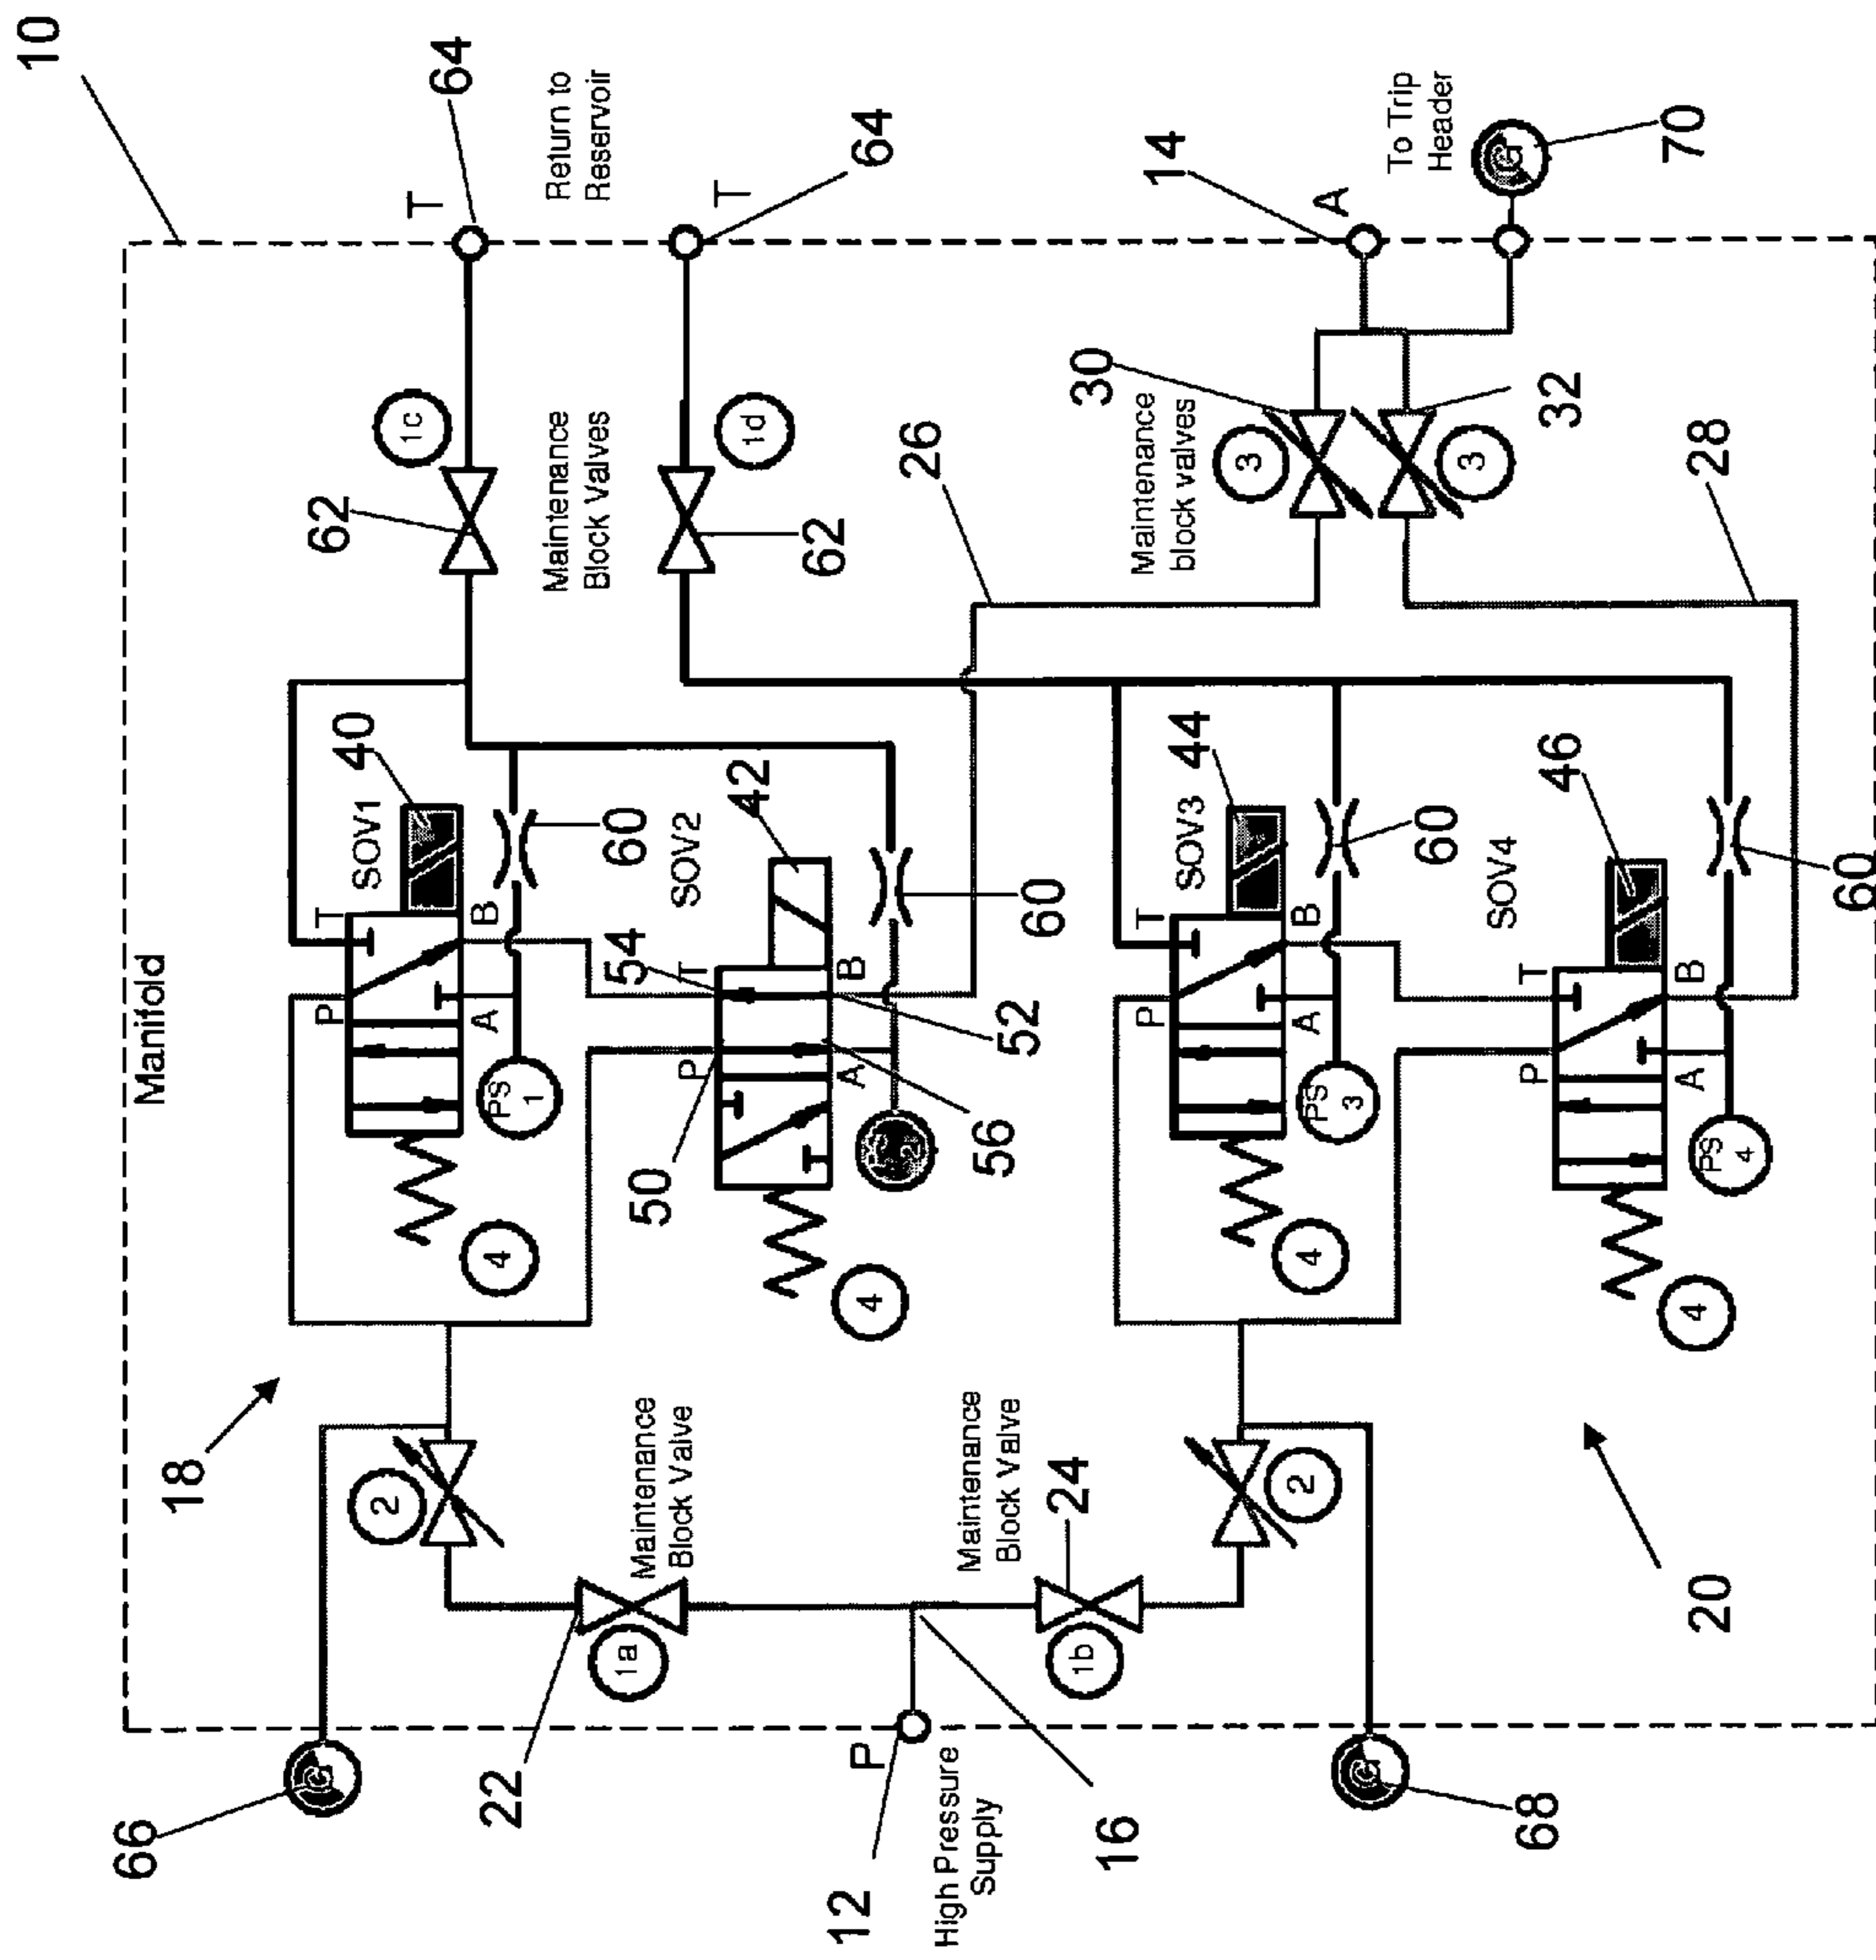 10
Manifold
64
T
Return to
Reservoir
T
64
14
A
To Trip
Header
G
70
1c
62
Maintenance
Block Valves
1d
62
26
30
Maintenance
block valves
3
3
32
28
40
SOV1
T
B
P
A
60
PS
1
4
42
SOV2
54
T
B
P
A
60
52
50
56
2
4
44
SOV3
T
B
P
A
60
PS
3
4
46
SOV4
T
B
P
A
60
PS
4
4
18
2
Maintenance
Block Valve
22
1a
Maintenance
Block Valve
24
1b
2
20
66
G
12
P
High Pressure
Supply
16
68
G